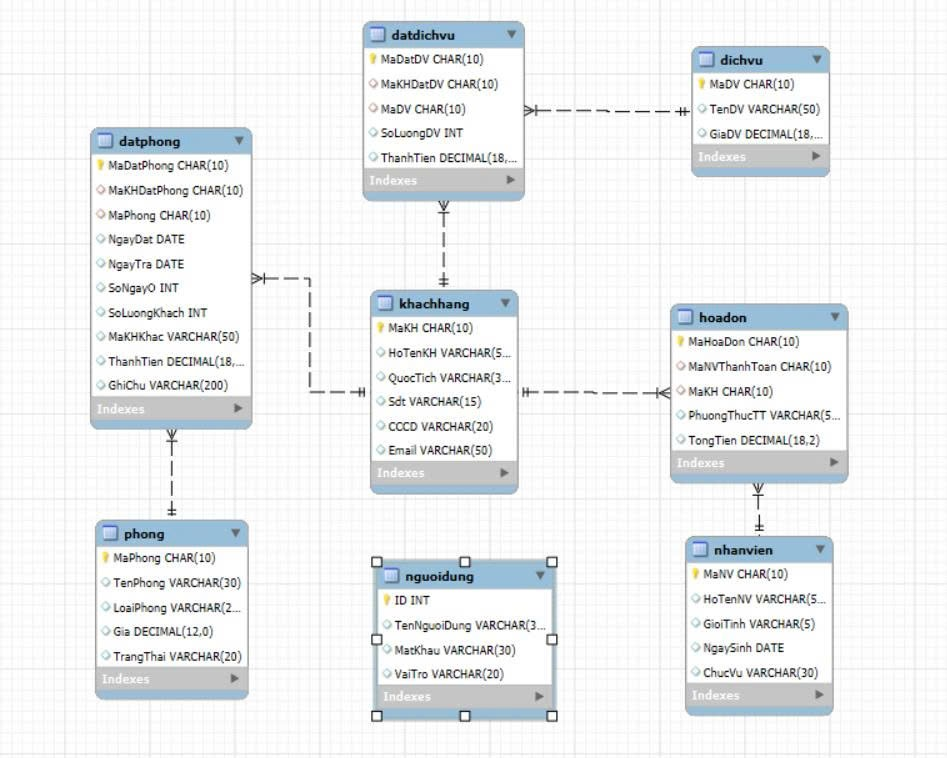 datdichvu
MaDatDV CHAR(10)
MaKHDatDV CHAR(10)
MaDV CHAR(10)
SoLuongDV INT
ThanhTien DECIMAL(18,...
Indexes
dichvu
MaDV CHAR(10)
TenDV VARCHAR(50)
GiaDV DECIMAL(18,...
Indexes
datphong
MaDatPhong CHAR(10)
MaKHDatPhong CHAR(10)
MaPhong CHAR(10)
NgayDat DATE
NgayTra DATE
SoNgayO INT
SoLuongKhach INT
MaKHKhac VARCHAR(50)
ThanhTien DECIMAL(18,...
GhiChu VARCHAR(200)
Indexes
khachhang
MaKH CHAR(10)
HoTenKH VARCHAR(5...
QuocTich VARCHAR(3...
Sdt VARCHAR(15)
CCCD VARCHAR(20)
Email VARCHAR(50)
Indexes
hoadon
MaHoaDon CHAR(10)
MaNVThanhToan CHAR(10)
MaKH CHAR(10)
PhuongThucTT VARCHAR(5...
TongTien DECIMAL(18,2)
Indexes
phong
MaPhong CHAR(10)
TenPhong VARCHAR(30)
LoaiPhong VARCHAR(2...
Gia DECIMAL(12,0)
TrangThai VARCHAR(20)
Indexes
nguoidung
ID INT
TenNguoiDung VARCHAR(3...
MatKhau VARCHAR(30)
VaiTro VARCHAR(20)
Indexes
nhanvien
MaNV CHAR(10)
HoTenNV VARCHAR(5...
GioiTinh VARCHAR(5)
NgaySinh DATE
ChucVu VARCHAR(30)
Indexes